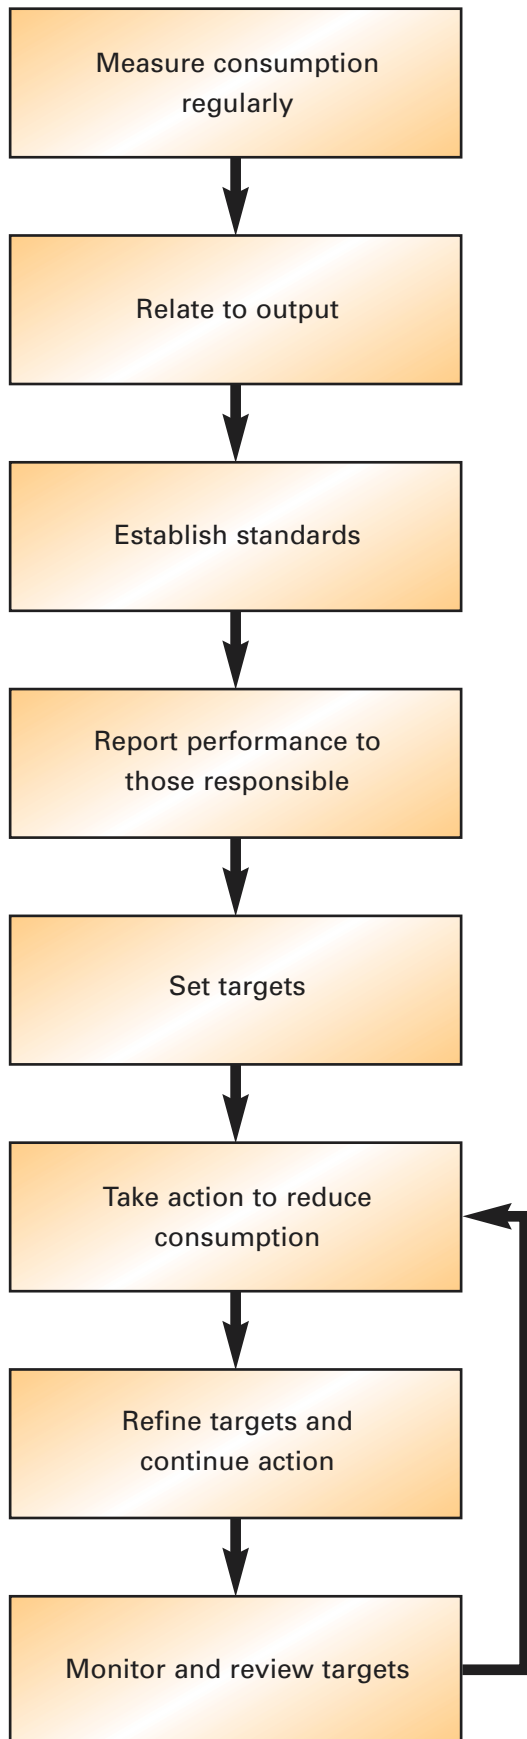 Measure consumption
regularly
Relate to output
Establish standards
Report performance to
those responsible
Set targets
Take action to reduce
consumption
Refine targets and
continue action
Monitor and review targets